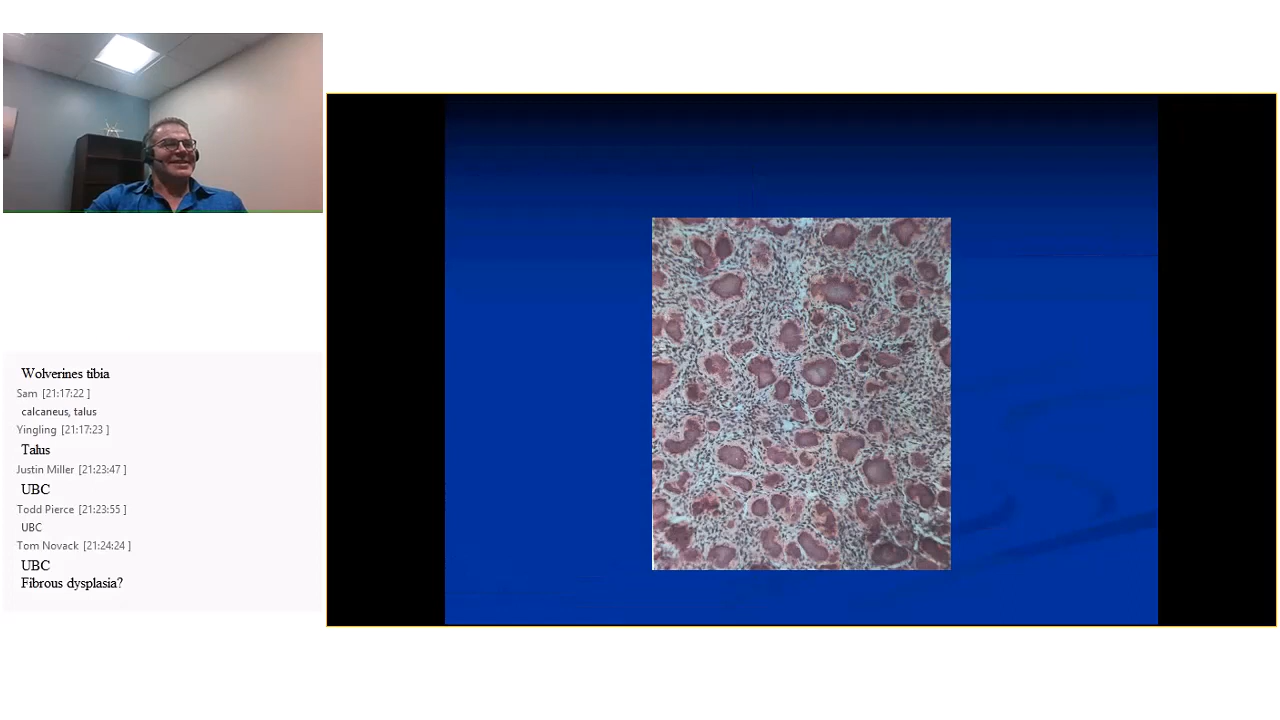 Wolverines tibia
Sam [21:17:22 ]
calcaneus, talus
Yingling [21:17:23 ]
Talus
Justin Miller [21:23:47 ]
UBC
Todd Pierce [21:23:55 ]
UBC
Tom Novack [21:24:24 ]
UBC
Fibrous dysplasia?